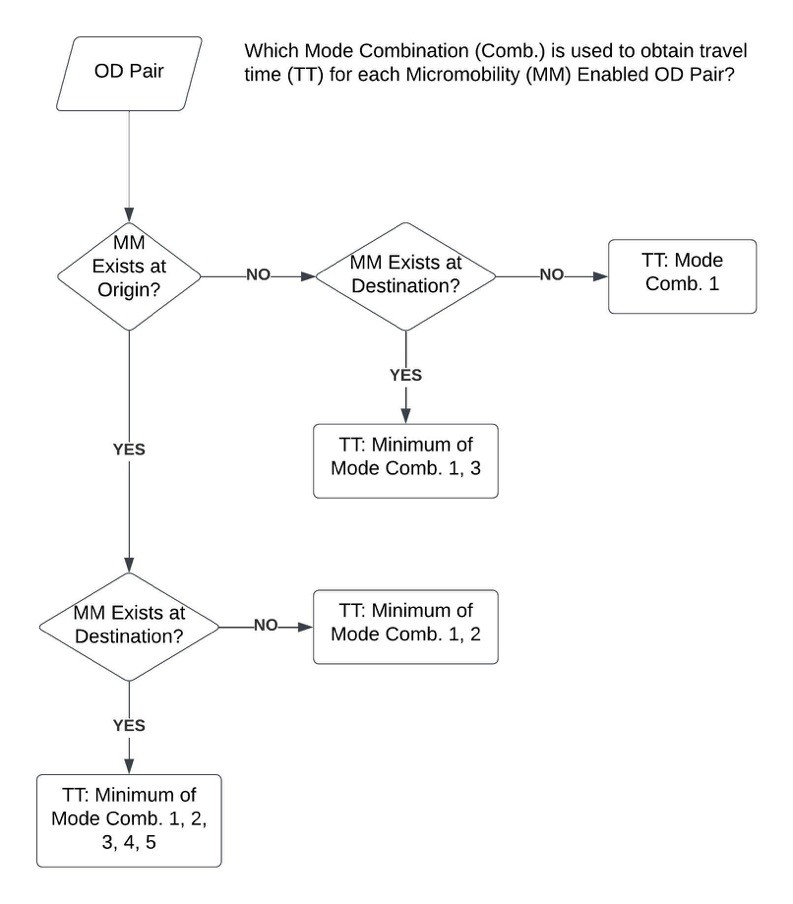 OD Pair
Which Mode Combination (Comb.) is used to obtain travel
time (TT) for each Micromobility (MM) Enabled OD Pair?
MM
Exists at
Origin?
NO
MM Exists at
Destination?
NO
TT: Mode
Comb. 1
YES
TT: Minimum of
Mode Comb. 1, 3
YES
MM Exists at
Destination?
NO
TT: Minimum of
Mode Comb. 1, 2
YES
TT: Minimum of
Mode Comb. 1, 2,
3, 4, 5